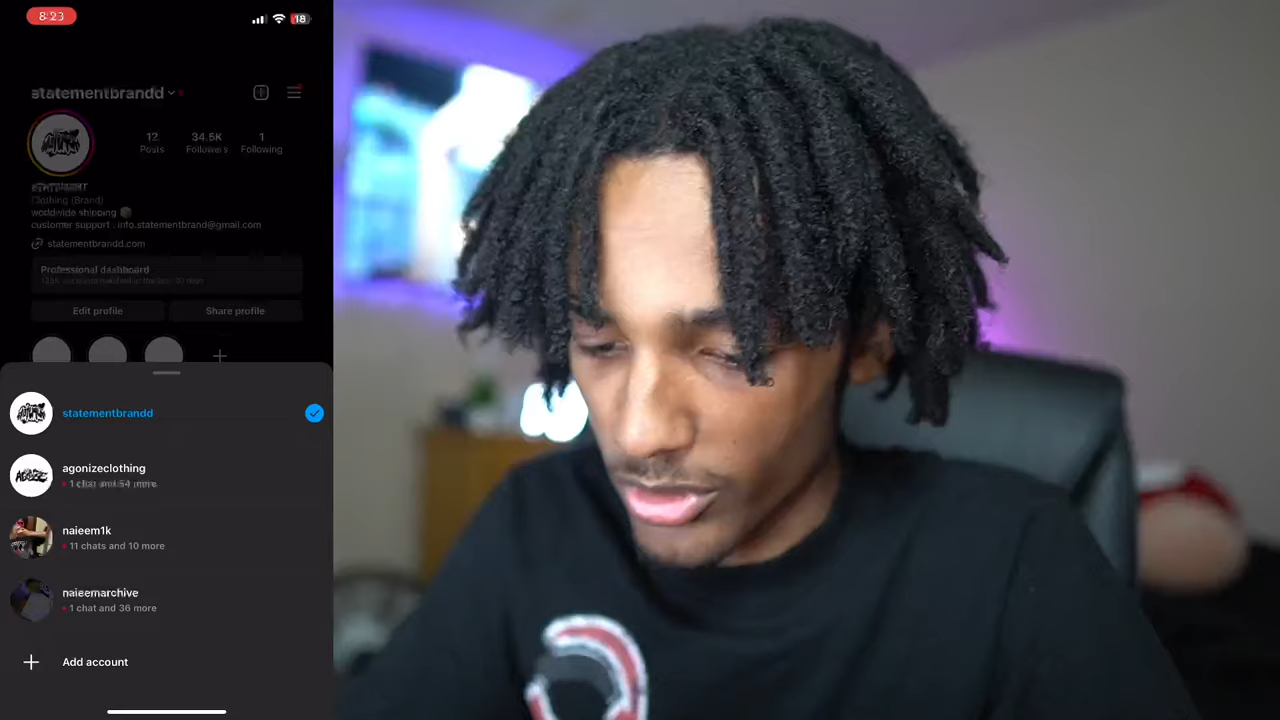 8:23
18
statementbrandd
12
34.5K
1
Posts
Followers
Following
Clothing (Brand)
worldwide shipping
customer support . info.statementbrand@gmail.com
statementbrandd.com
Professional dashboard
Edit profile
Share profile
statementbrandd
agonizeclothing
naieem1k
11 chats and 10 more
naieemarchive
1 chat and 36 more
Add account